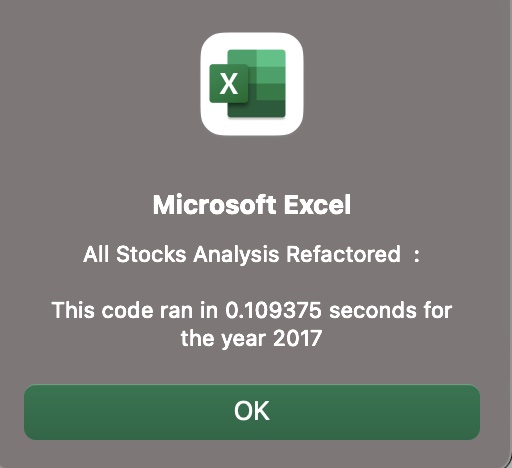 X
Microsoft Excel
All Stocks Analysis Refactored  :
This code ran in 0.109375 seconds for
the year 2017
OK